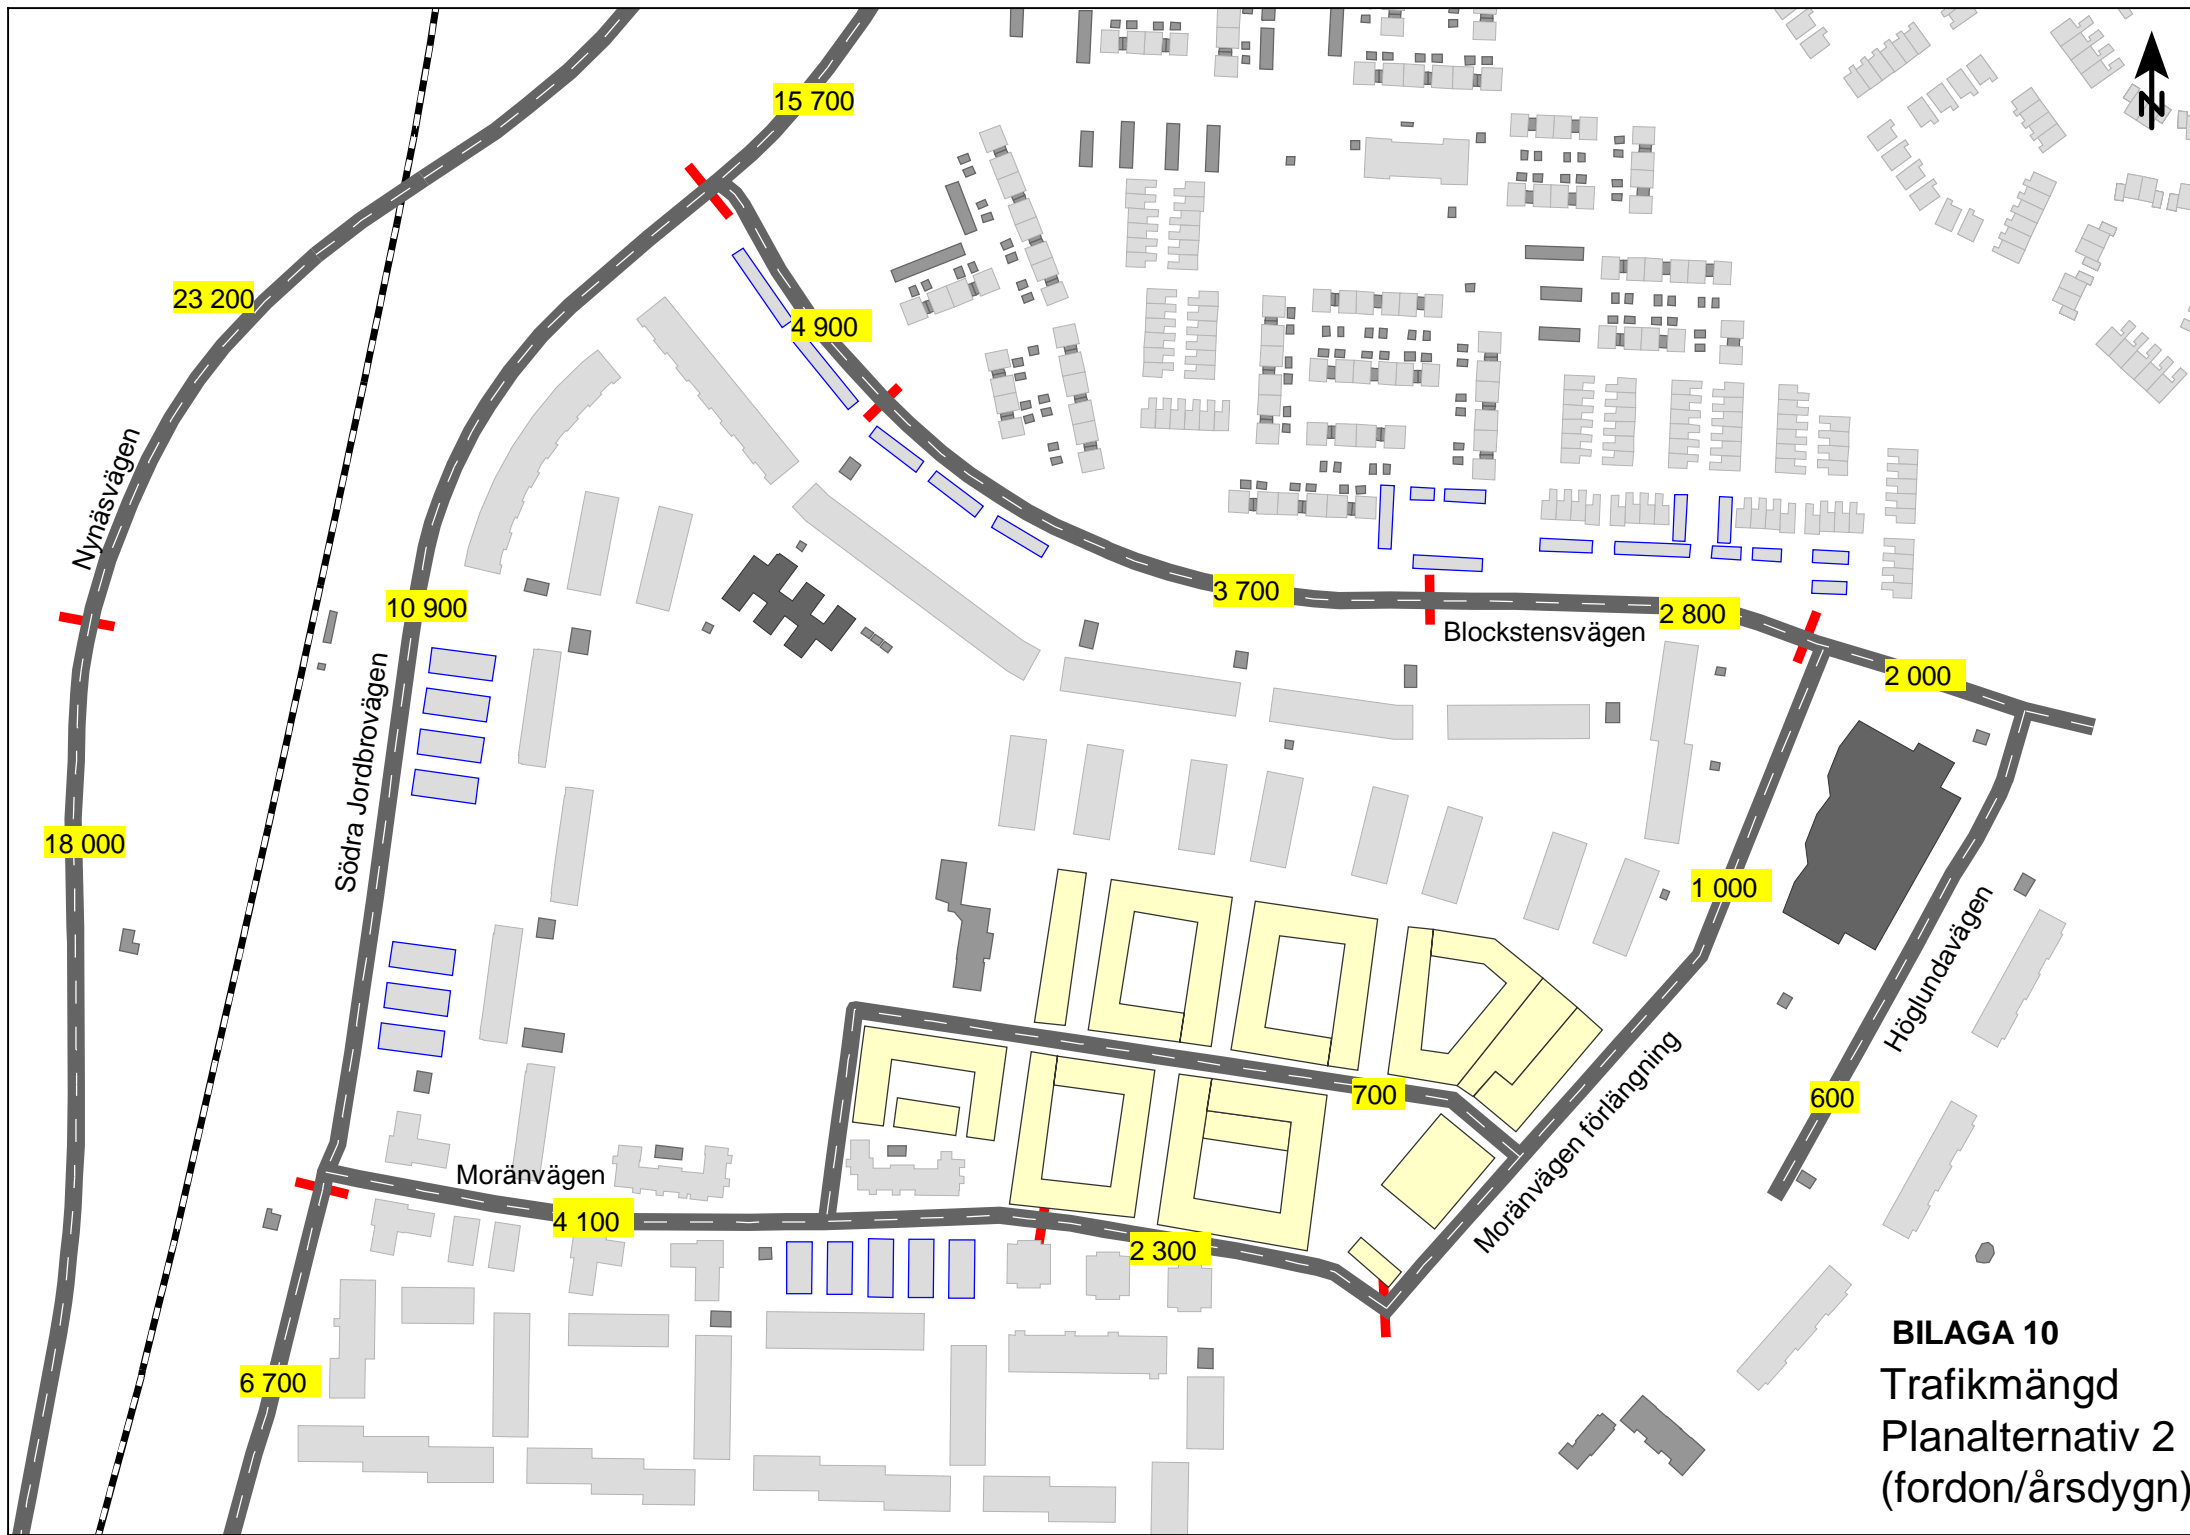 15 700
N
23 200
4 900
Nynäsvägen
10 900
3 700
2 800
Blockstensvägen
2 000
Södra Jordbrovägen
18 000
1 000
Höglundavägen
700
600
Moränvägen förlängning
Moränvägen
4 100
2 300
6 700
BILAGA 10
Trafikmängd
Planalternativ 2
(fordon/årsdygn)